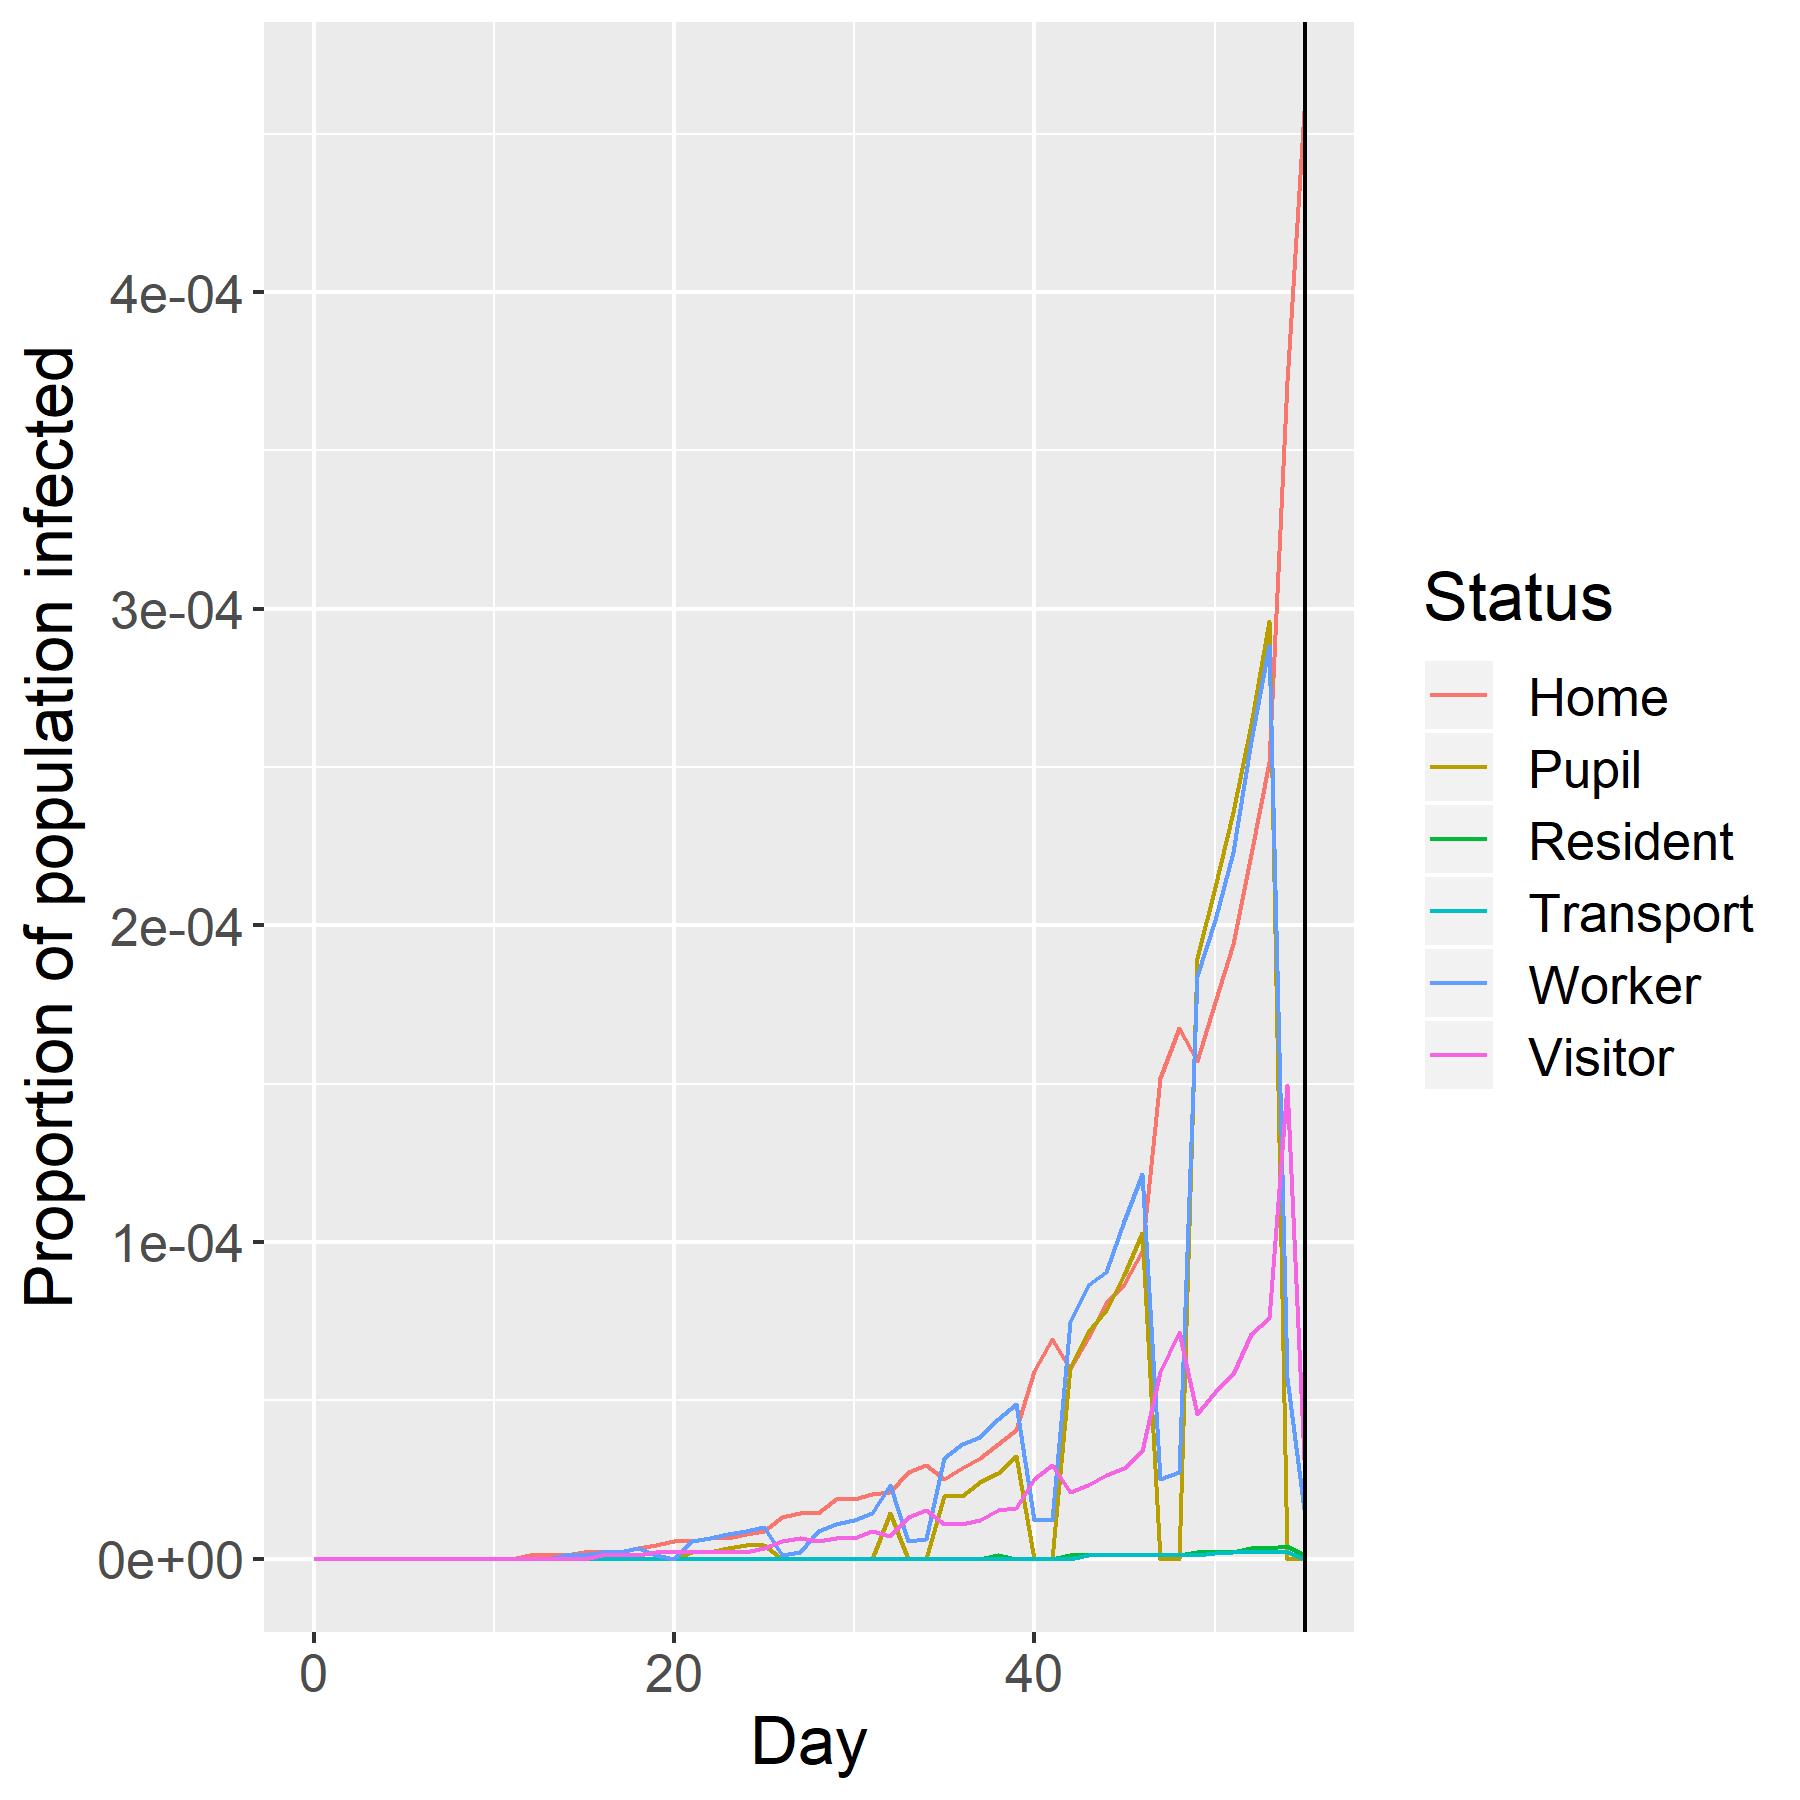 Proportion of population infected
4e-04
3e-04
2e-04
1e-04
0e+00
0
20
40
Day
Status
Home
Pupil
Resident
Transport
Worker
Visitor